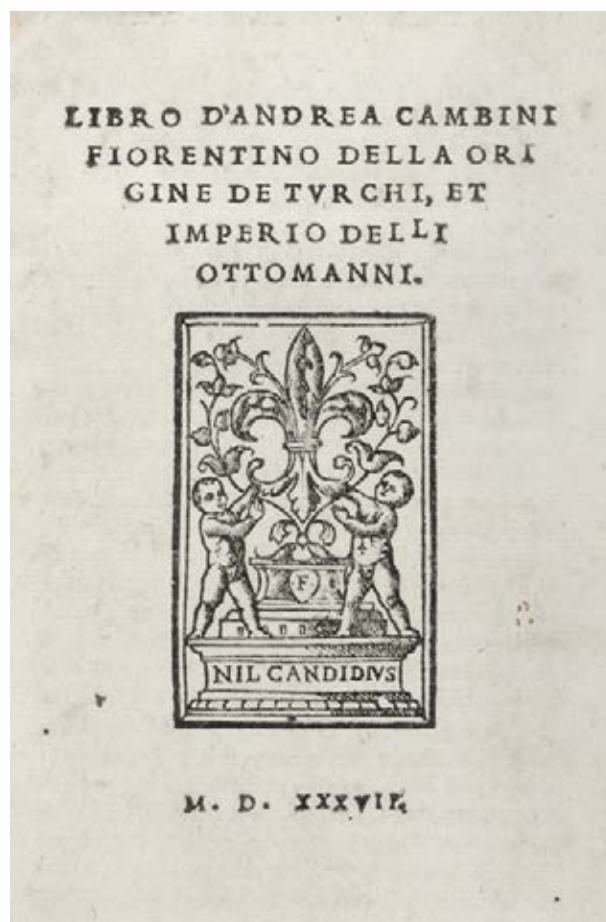 LIBRO D'ANDREA CAMBINI
FIORENTINO DELLA ORI
GINE DE TVRCHI, ET
IMPERIO DELLI
OTTOMANNI.
F
NIL CANDIDIVS
M. D. XXXVII.